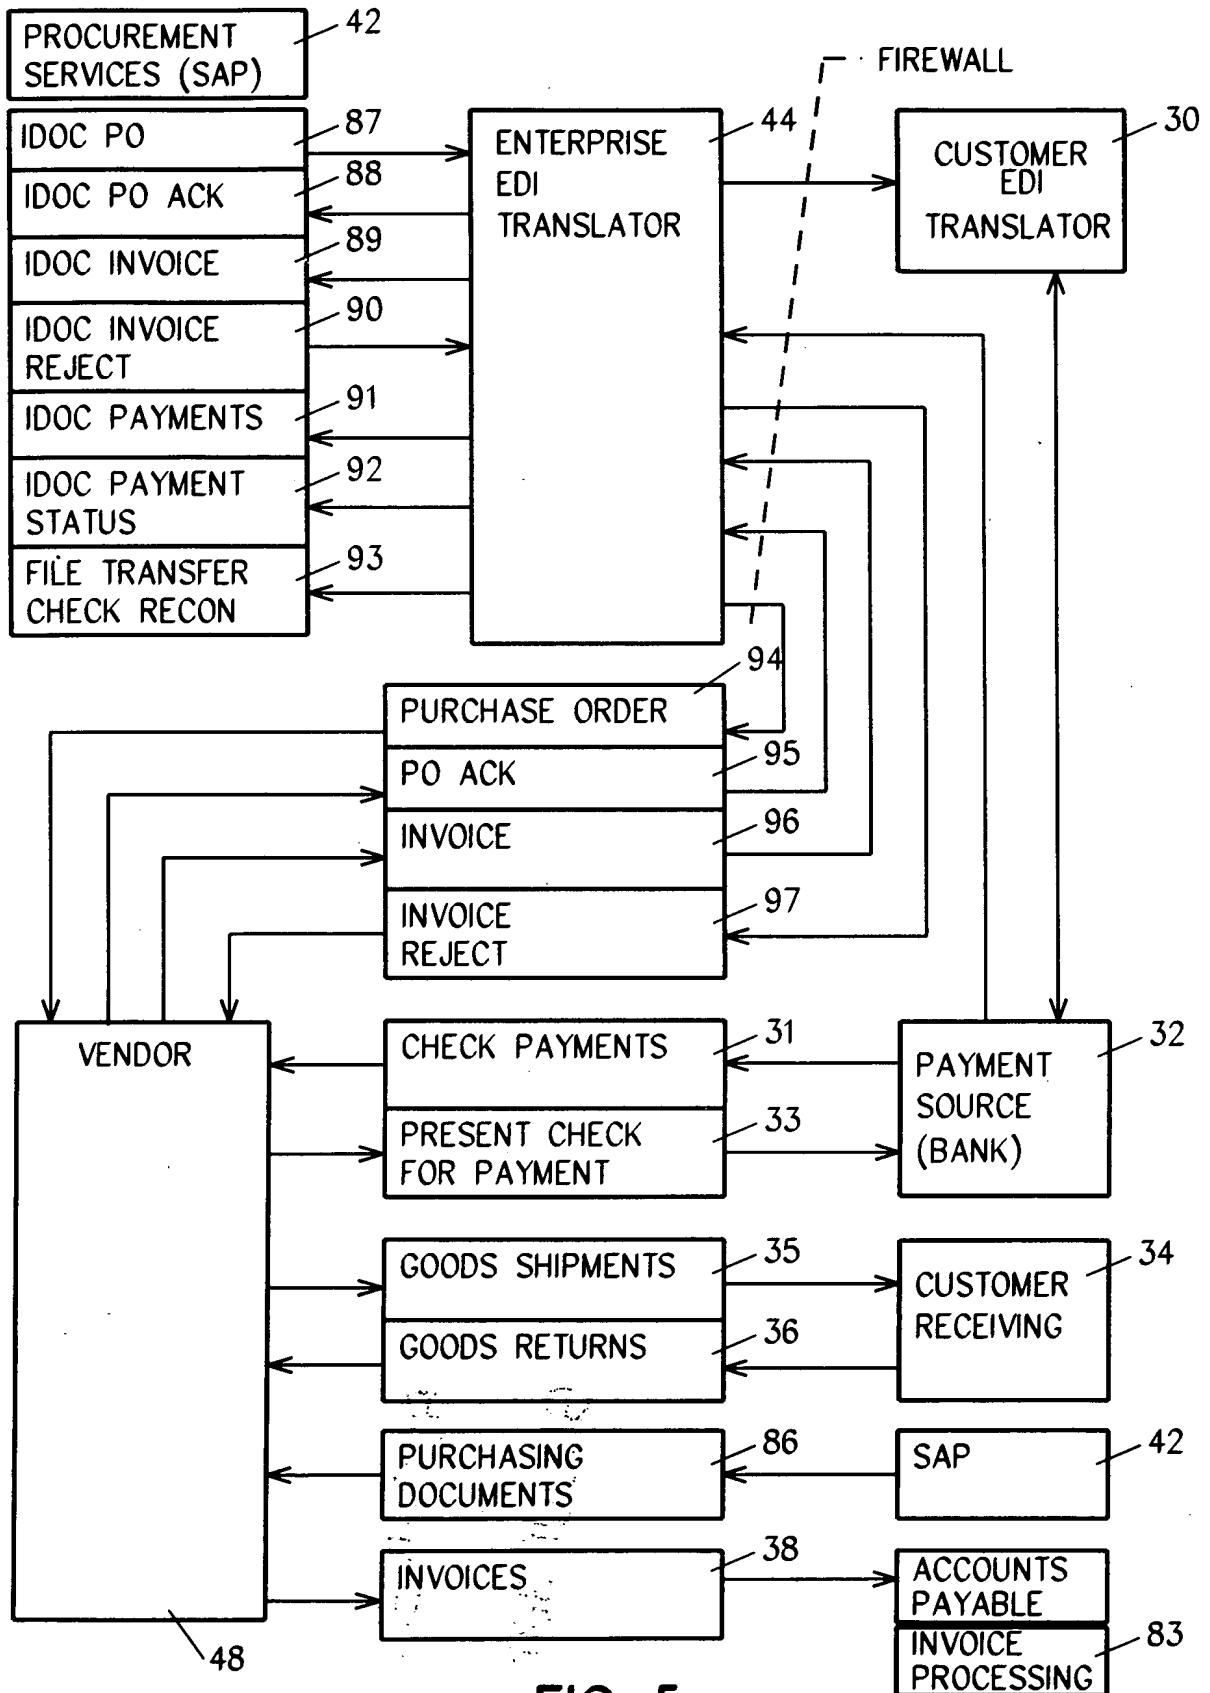 PROCUREMENT
SERVICES (SAP)
42
FIREWALL
IDOC PO
87
IDOC PO ACK
88
IDOC INVOICE
89
IDOC INVOICE
REJECT
90
IDOC PAYMENTS
91
IDOC PAYMENT
STATUS
92
FILE TRANSFER
CHECK RECON
93
ENTERPRISE
EDI
TRANSLATOR
44
CUSTOMER
EDI
TRANSLATOR
30
PURCHASE ORDER
94
PO ACK
95
INVOICE
96
INVOICE
REJECT
97
VENDOR
48
CHECK PAYMENTS
31
PRESENT CHECK
FOR PAYMENT
33
PAYMENT
SOURCE
(BANK)
32
GOODS SHIPMENTS
35
GOODS RETURNS
36
CUSTOMER
RECEIVING
34
PURCHASING
DOCUMENTS
86
SAP
42
INVOICES
38
ACCOUNTS
PAYABLE
INVOICE
PROCESSING
83
FIG. 5